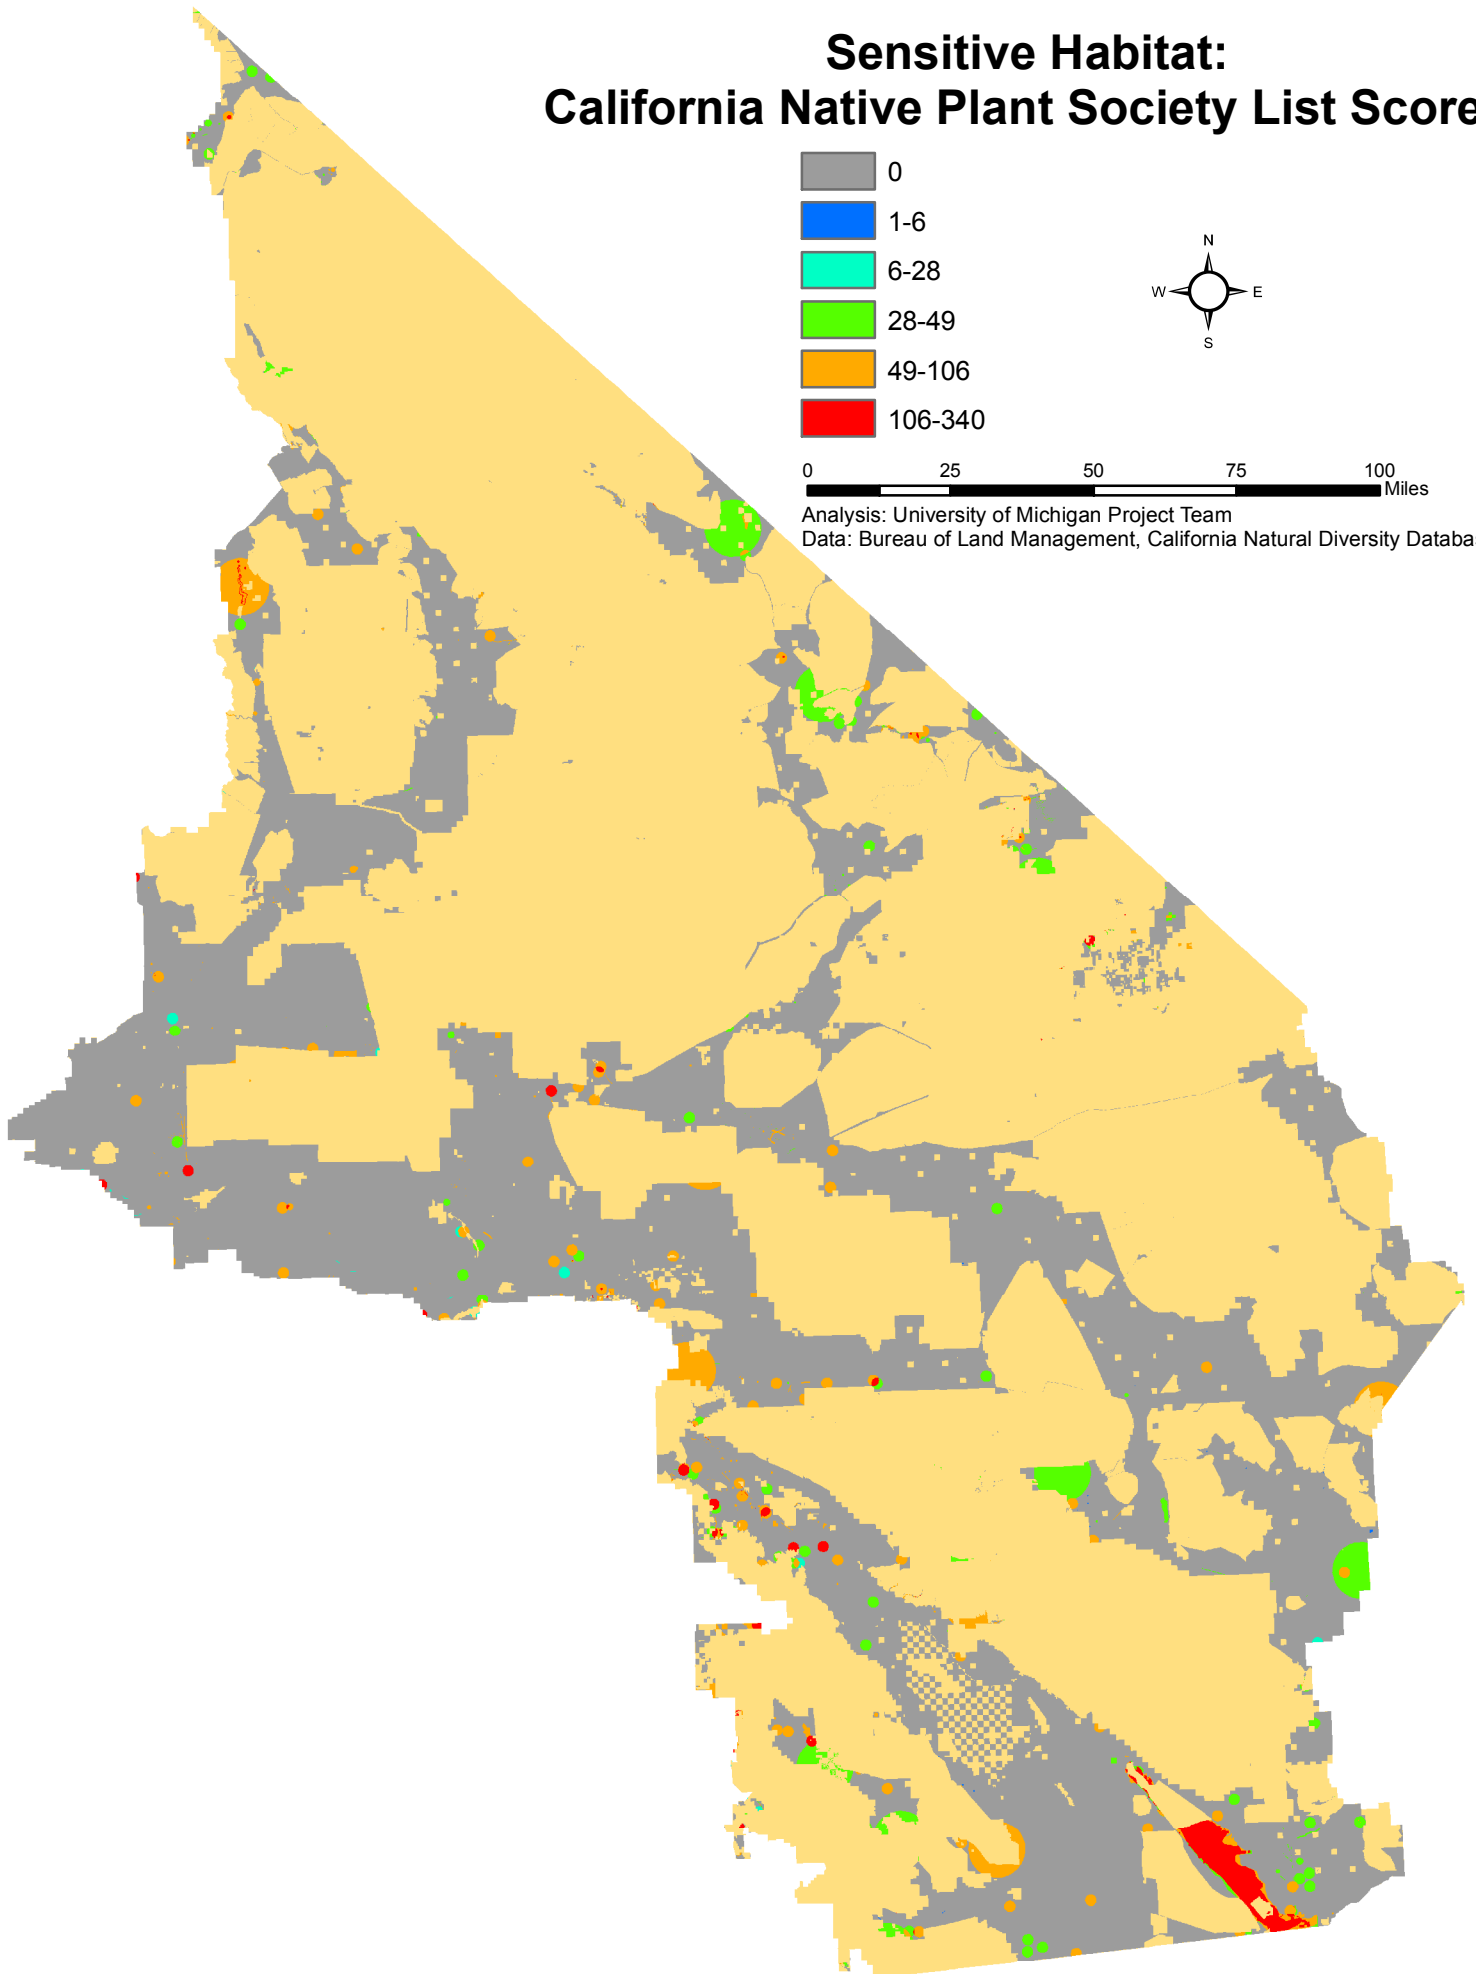 Sensitive Habitat:
California Native Plant Society List Score
0
1-6
6-28
28-49
49-106
106-340
N
W E
S
0 25 50 75 100
Miles
Analysis: University of Michigan Project Team
Data: Bureau of Land Management, California Natural Diversity Databa